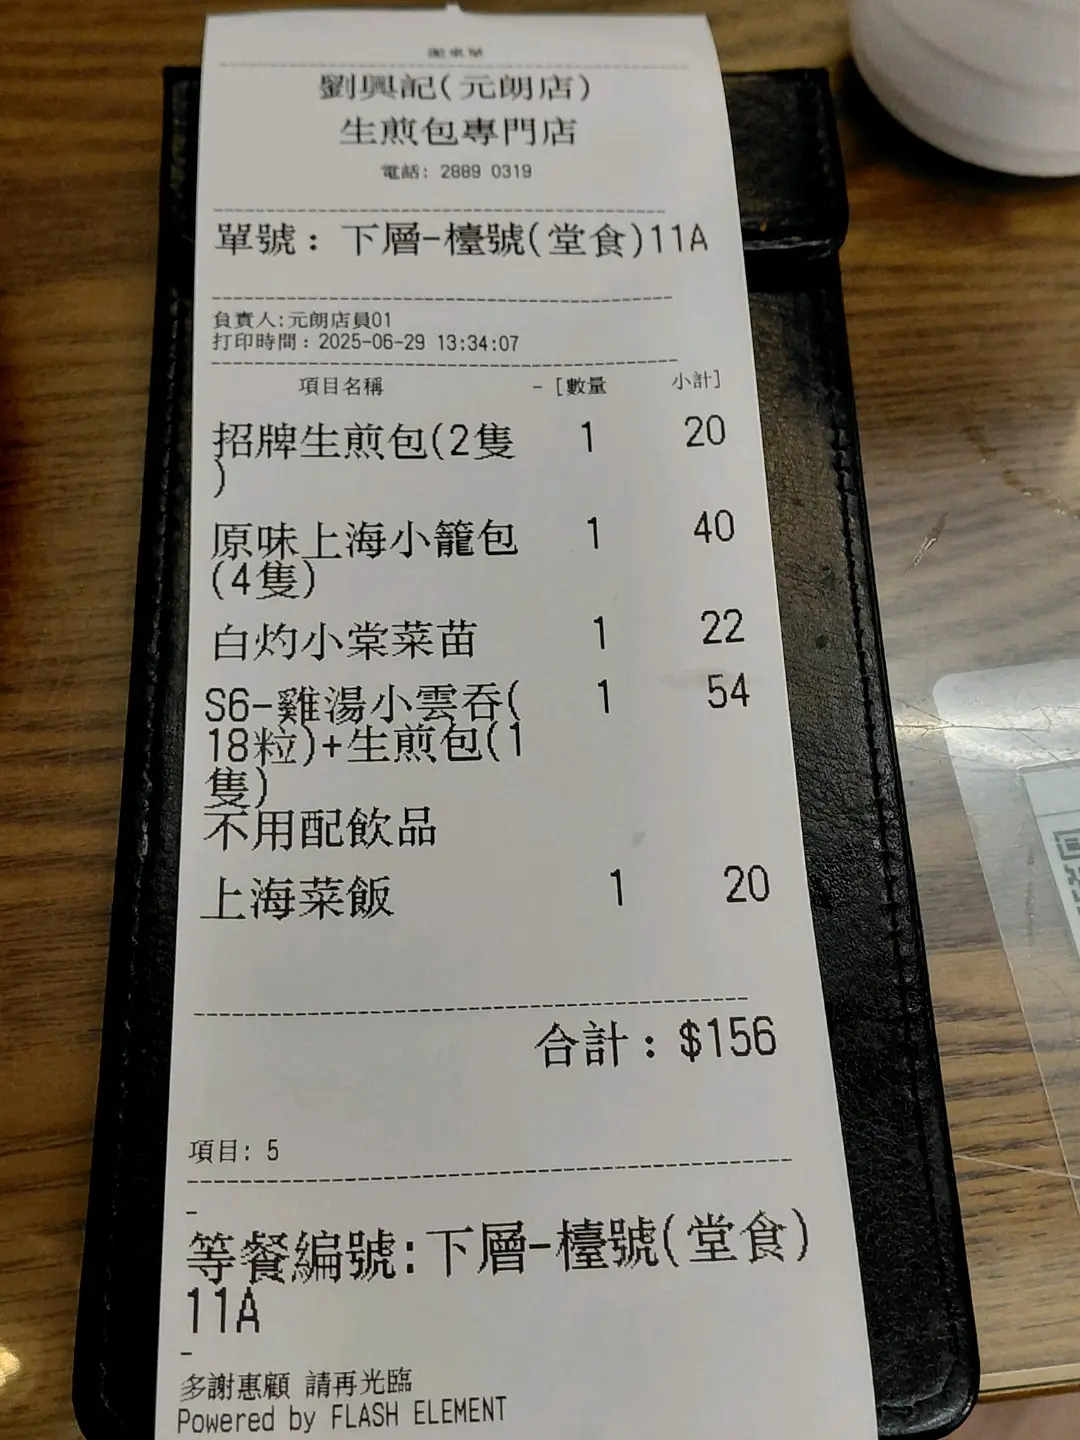 劉興記(元朗店)
生煎包專門店
電話: 2889 0319
單號: 下層-檯號(堂食)11A
負責人:元朗店員01
打印時間: 2025-06-29 13:34:07
項目名稱 - [數量 小計]
招牌生煎包(2隻 1 20
)
原味上海小籠包 1 40
(4隻)
白灼小棠菜苗 1 22
S6-雞湯小雲吞( 1 54
18粒)+生煎包(1
隻)
不用配飲品
上海菜飯 1 20
合計: $156
項目: 5
-
等餐編號:下層-檯號(堂食)
11A
-
多謝惠顧 請再光臨
Powered by FLASH ELEMENT